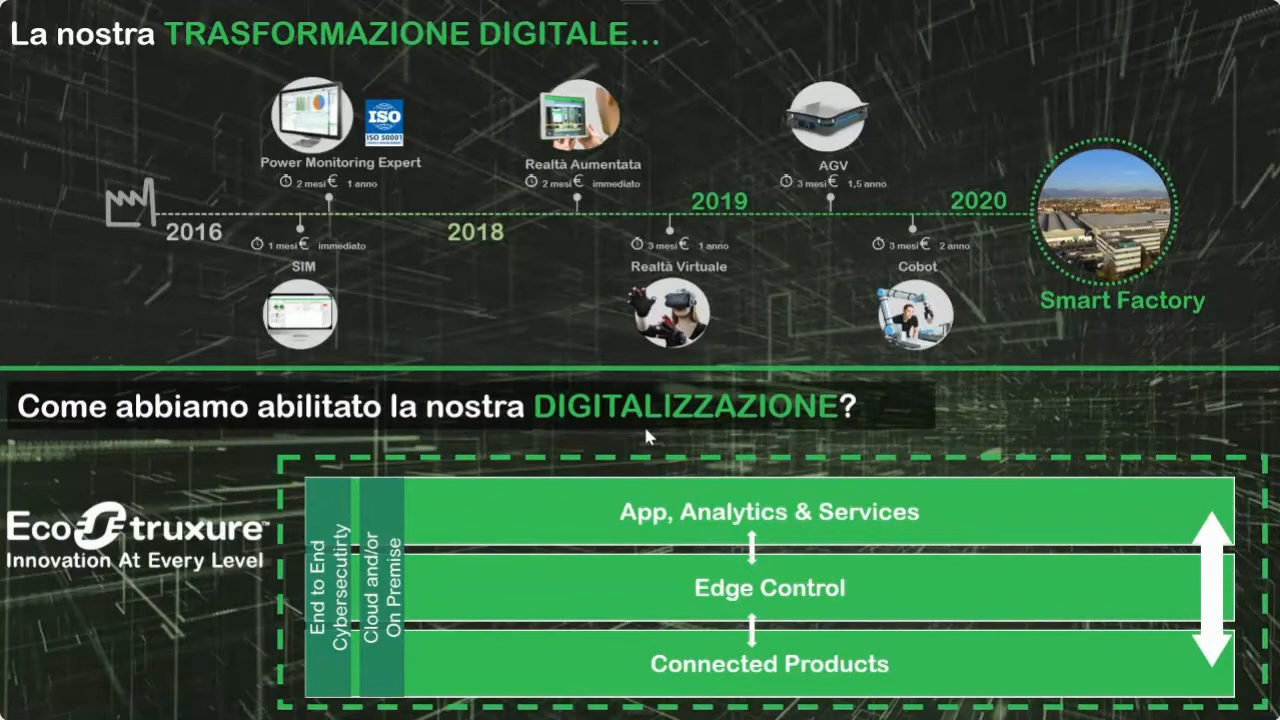 La nostra TRASFORMAZIONE DIGITALE...
ISO
ISO 50001
Power Monitoring Expert
2 mesi € 1 anno
Realtà Aumentata
2 mesi € immediato
AGV
3 mesi € 1,5 anno
2016
2018
2019
2020
1 mesi € immediato
SIM
3 mesi € 1 anno
Realtà Virtuale
3 mesi € 2 anno
Cobot
Smart Factory
Come abbiamo abilitato la nostra DIGITALIZZAZIONE?
EcoStruxure™
Innovation At Every Level
End to End
Cybersecutirty
Cloud and/or
On Premise
App, Analytics & Services
Edge Control
Connected Products